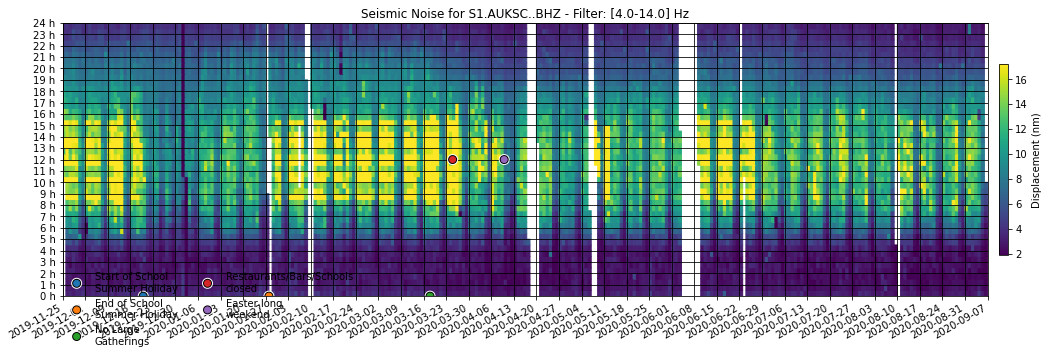 Seismic Noise for S1.AUKSC..BHZ - Filter: [4.0-14.0] Hz
24 h
23 h
22 h
21 h
20 h
19 h
18 h
17 h
16 h
15 h
14 h
13 h
12 h
11 h
10 h
9 h
8 h
7 h
6 h
5 h
4 h
3 h
2 h
1 h
0 h
16
14
12
10
8
6
4
2
Displacement (nm)
Start of School
Summer Holiday
End of School
Summer Holiday
No Large
Gatherings
Restaurants/Bars/Schools
closed
Easter long
weekend
2019-11-25
2020-02-10
2020-02-17
2020-02-24
2020-03-02
2020-03-09
2020-03-16
2020-03-23
2020-03-30
2020-04-06
2020-04-13
2020-04-20
2020-04-27
2020-05-04
2020-05-11
2020-05-18
2020-05-25
2020-06-01
2020-06-08
2020-06-15
2020-06-22
2020-06-29
2020-07-06
2020-07-13
2020-07-20
2020-07-27
2020-08-03
2020-08-10
2020-08-17
2020-08-24
2020-08-31
2020-09-07